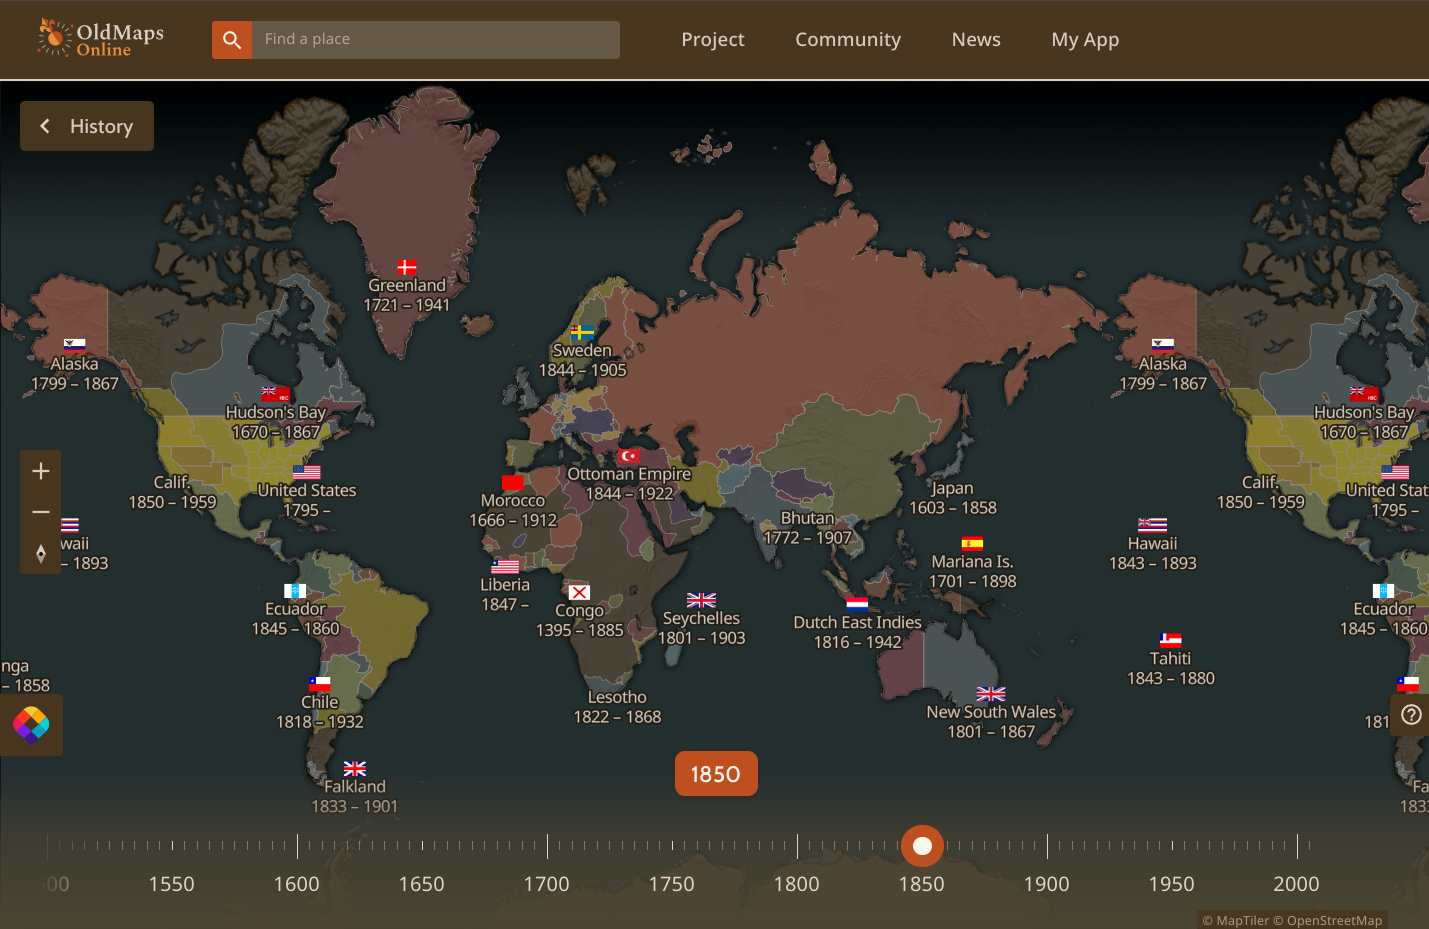 OldMaps
Online
Find a place
Project
Community
News
My App
History
Greenland
1721 – 1941
Alaska
1799 – 1867
Sweden
1844 – 1905
Alaska
1799 – 1867
Hudson's Bay
1670 – 1867
Hudson's Bay
1670 – 1867
Calif.
1850 – 1959
United States
1795 –
Ottoman Empire
1844 – 1922
Morocco
1666 – 1912
Japan
1603 – 1858
Calif.
1850 – 1959
United Stat
1795 –
waii
– 1893
Bhutan
1772 – 1907
Hawaii
1843 – 1893
Mariana Is.
1701 – 1898
Liberia
1847 –
Ecuador
1845 – 1860
Congo
1395 – 1885
Seychelles
1801 – 1903
Dutch East Indies
1816 – 1942
Ecuador
1845 – 1860
nga
– 1858
Tahiti
1843 – 1880
Chile
1818 – 1932
Lesotho
1822 – 1868
New South Wales
1801 – 1867
181
1850
Falkland
1833 – 1901
Fa
1833
00
1550
1600
1650
1700
1750
1800
1850
1900
1950
2000
© MapTiler © OpenStreetMap